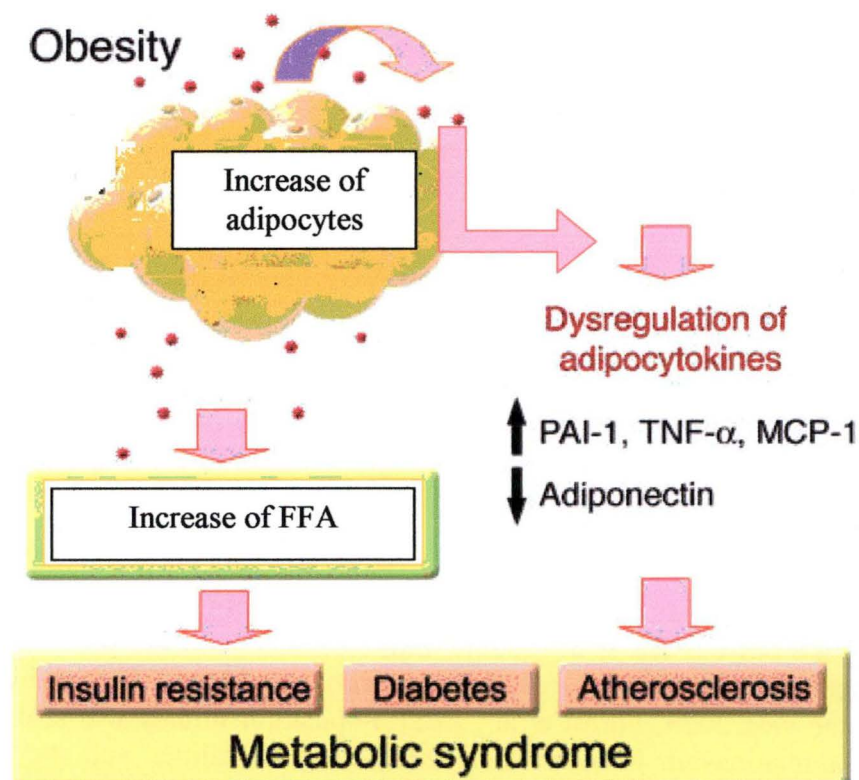 Obesity
Increase of
adipocytes
Dysregulation of
adipocytokines
PAI-1, TNF-α, MCP-1
Adiponectin
Increase of FFA
Insulin resistance
Diabetes
Atherosclerosis
Metabolic syndrome